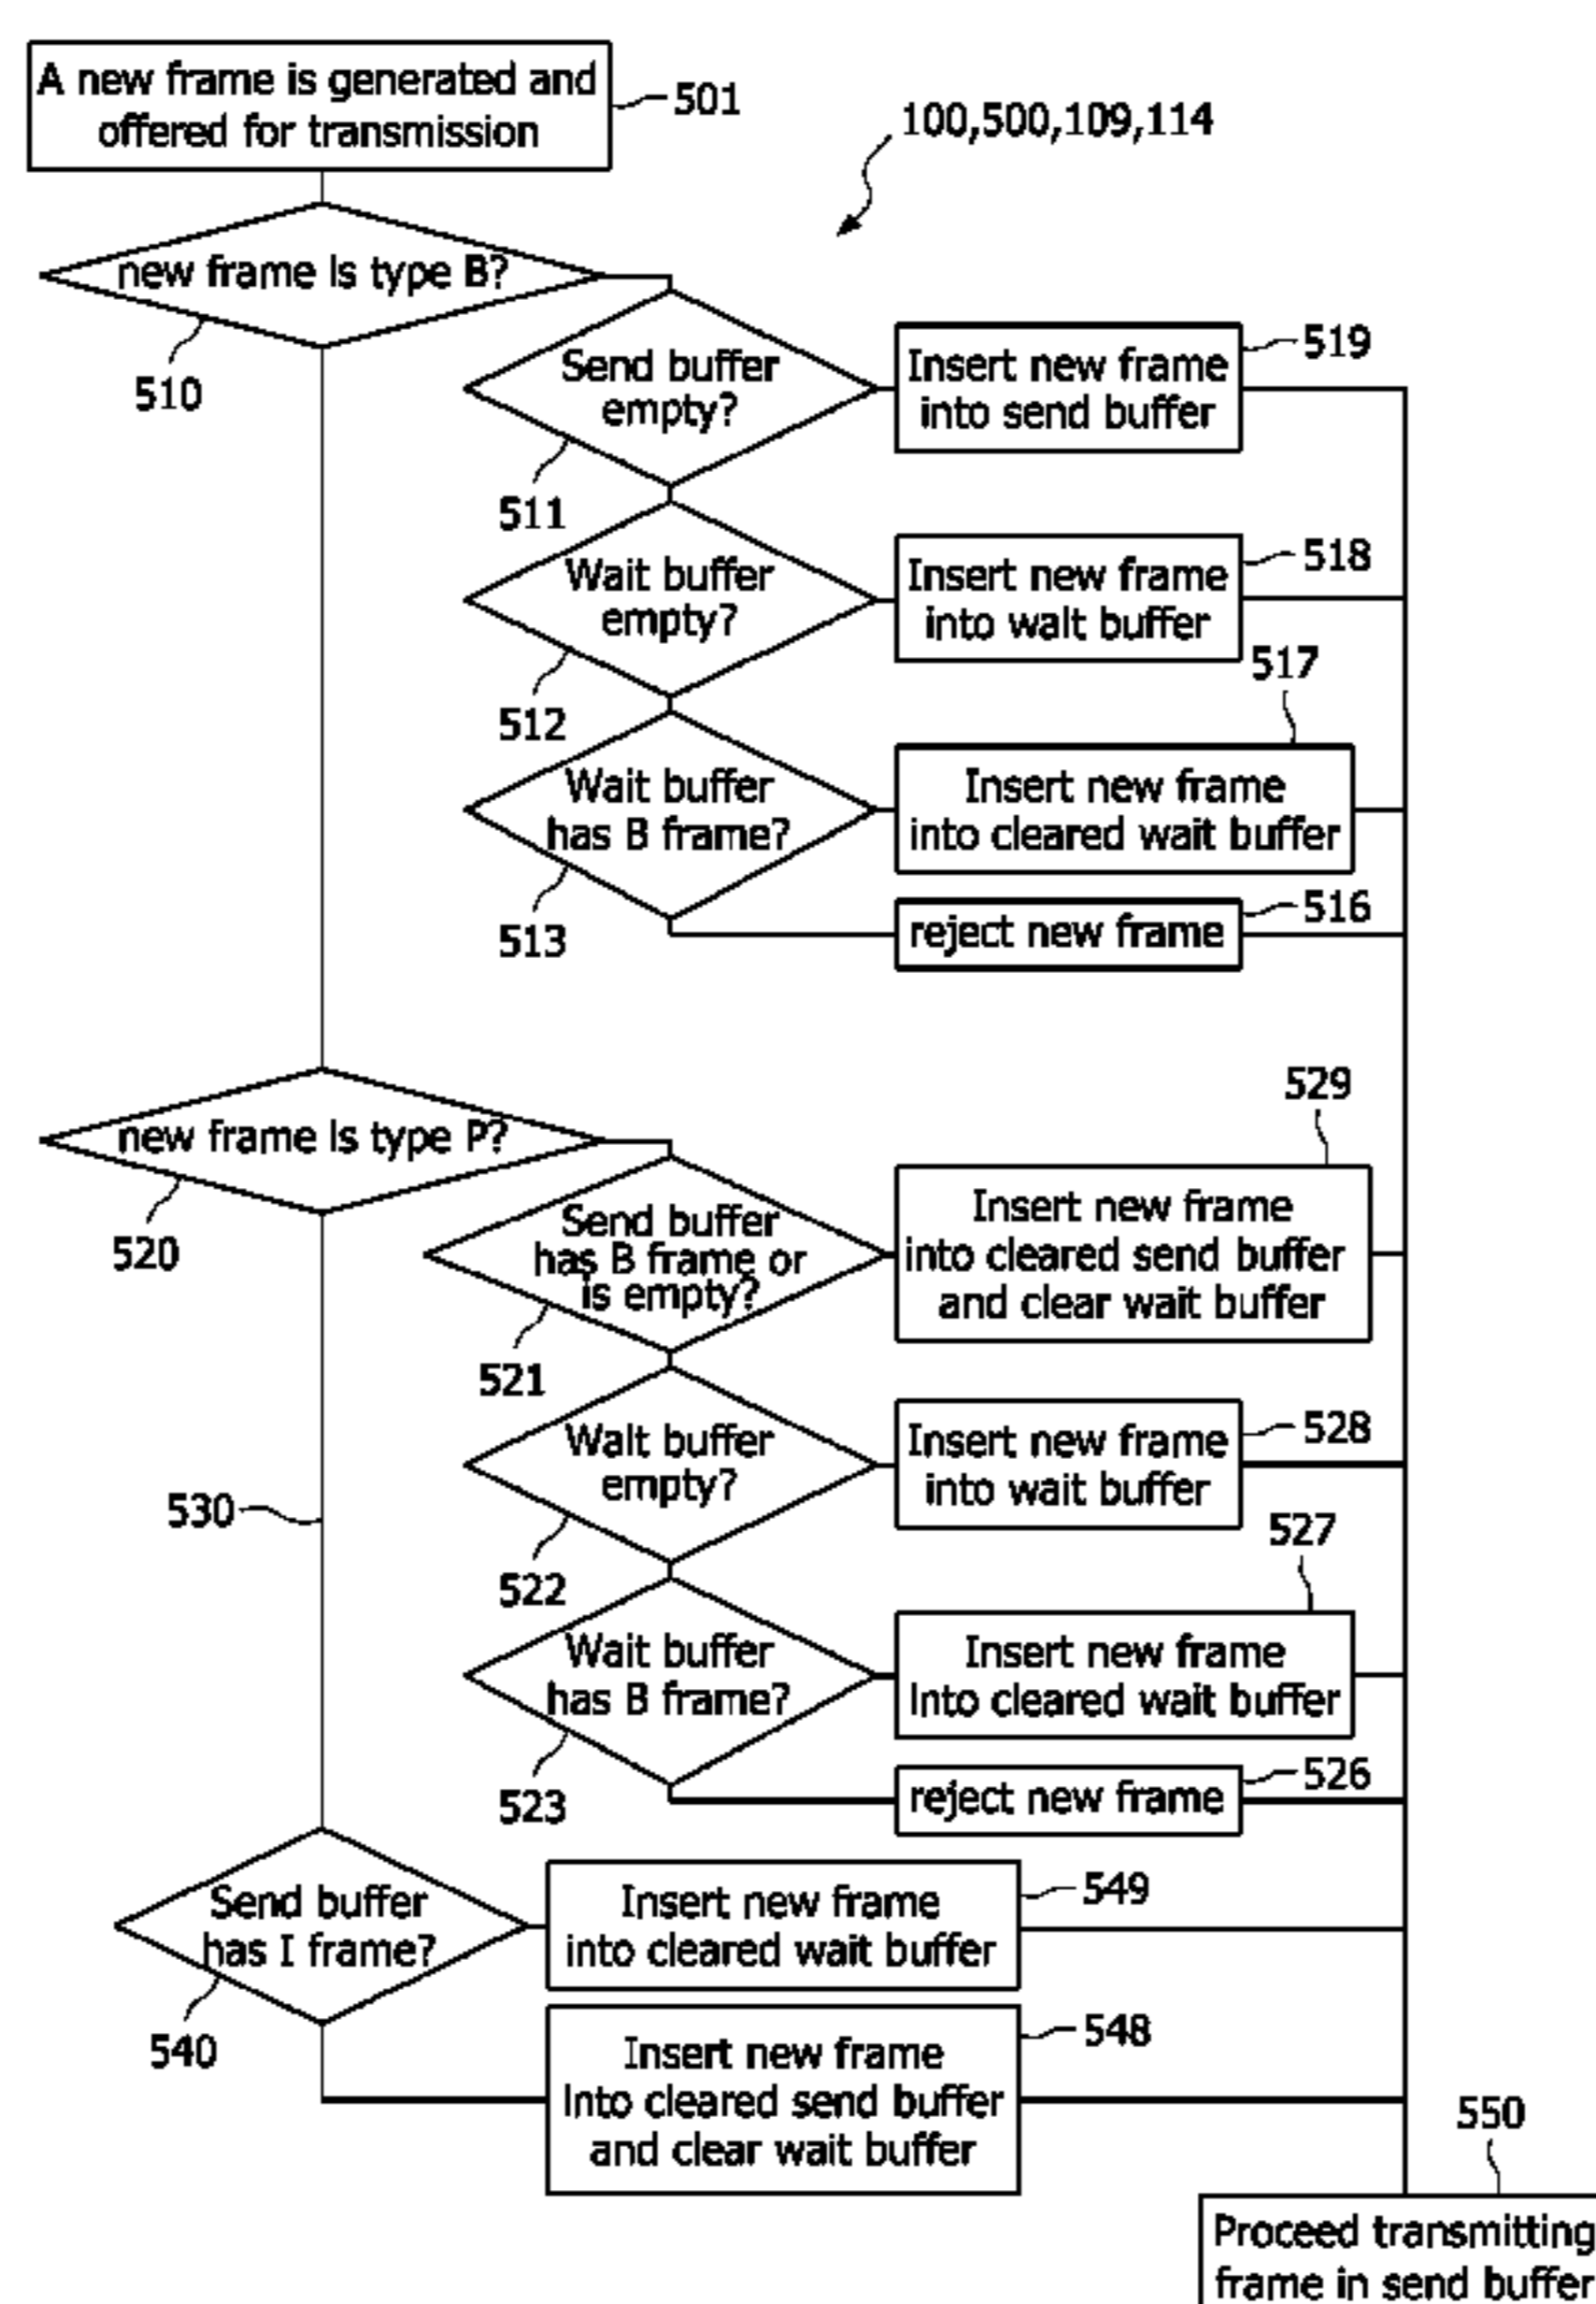 A new frame is generated and
offered for transmission
501
100,500,109,114
new frame is type B?
510
Send buffer
empty?
511
Insert new frame
into send buffer
519
Wait buffer
empty?
512
Insert new frame
into wait buffer
518
517
Wait buffer
has B frame?
513
Insert new frame
into cleared wait buffer
reject new frame
516
new frame is type P?
520
529
Send buffer
has B frame or
is empty?
521
Insert new frame
into cleared send buffer
and clear wait buffer
Wait buffer
empty?
522
Insert new frame
into wait buffer
528
530
527
Wait buffer
has B frame?
523
Insert new frame
into cleared wait buffer
reject new frame
526
Send buffer
has I frame?
540
Insert new frame
into cleared wait buffer
549
Insert new frame
into cleared send buffer
and clear wait buffer
548
550
Proceed transmitting
frame in send buffer